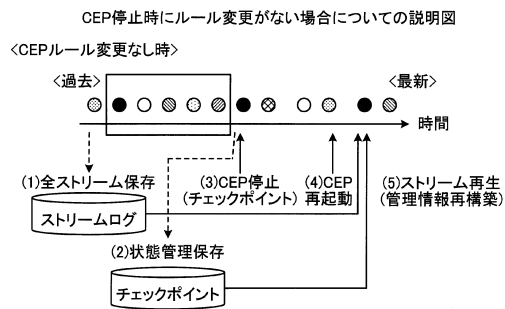 CEP停止時にルール変更がない場合についての説明図
<CEPルール変更なし時>
<過去>
<最新>
時間
(1)全ストリーム保存
ストリームログ
(2)状態管理保存
チェックポイント
(3)CEP停止
(チェックポイント)
(4)CEP
再起動
(5)ストリーム再生
(管理情報再構築)